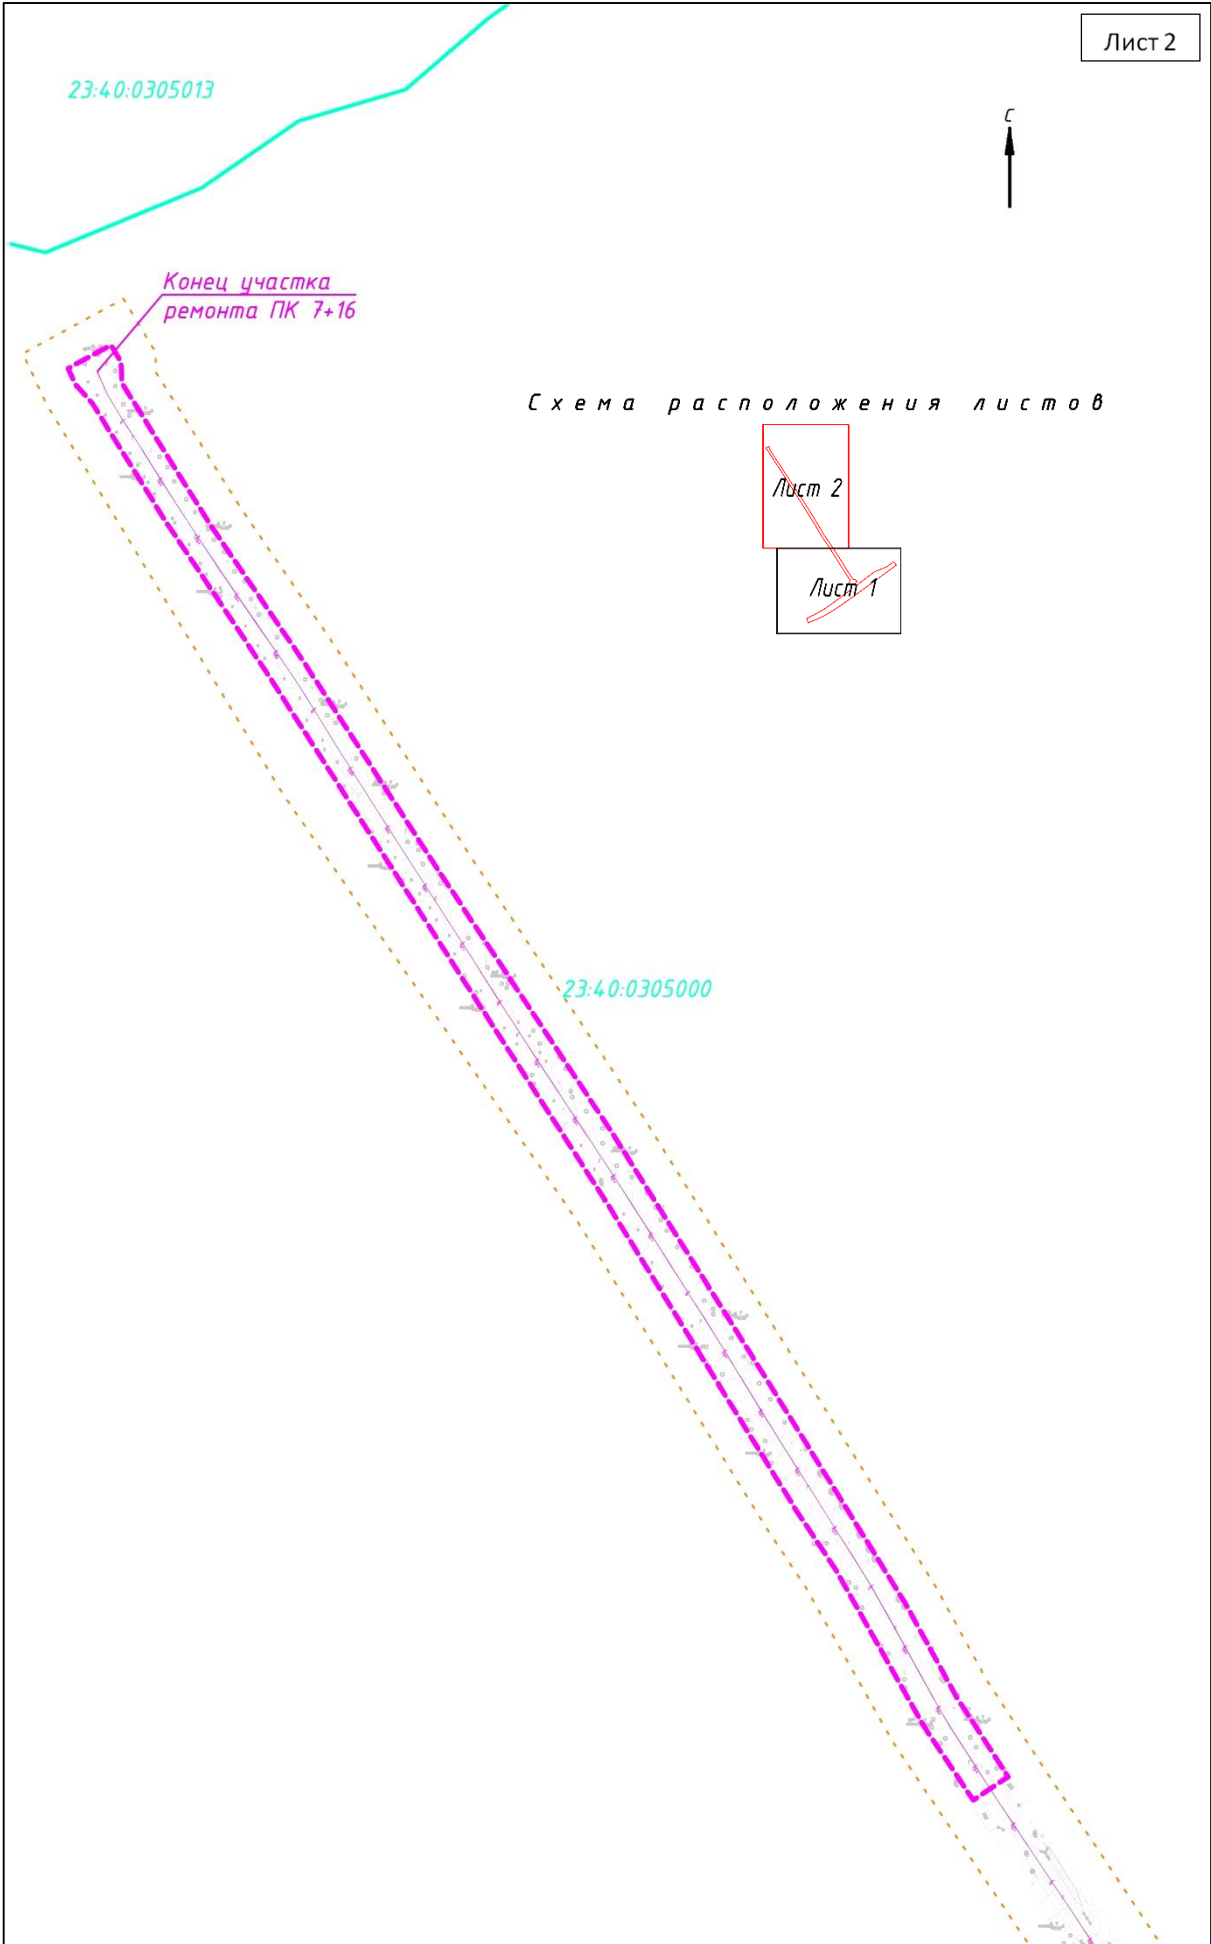 Лист 2
23:40:0305013
С
Конец участка
ремонта ПК 7+16
Схема расположения листов
Лист 2
Лист 1
23:40:0305000